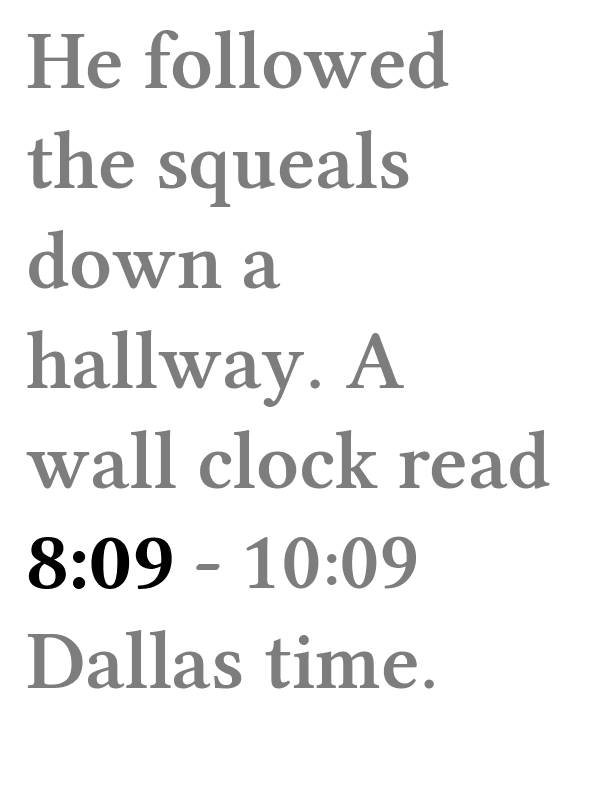 He followed
the squeals
down a
hallway. A
wall clock read
8:09 - 10:09
Dallas time.